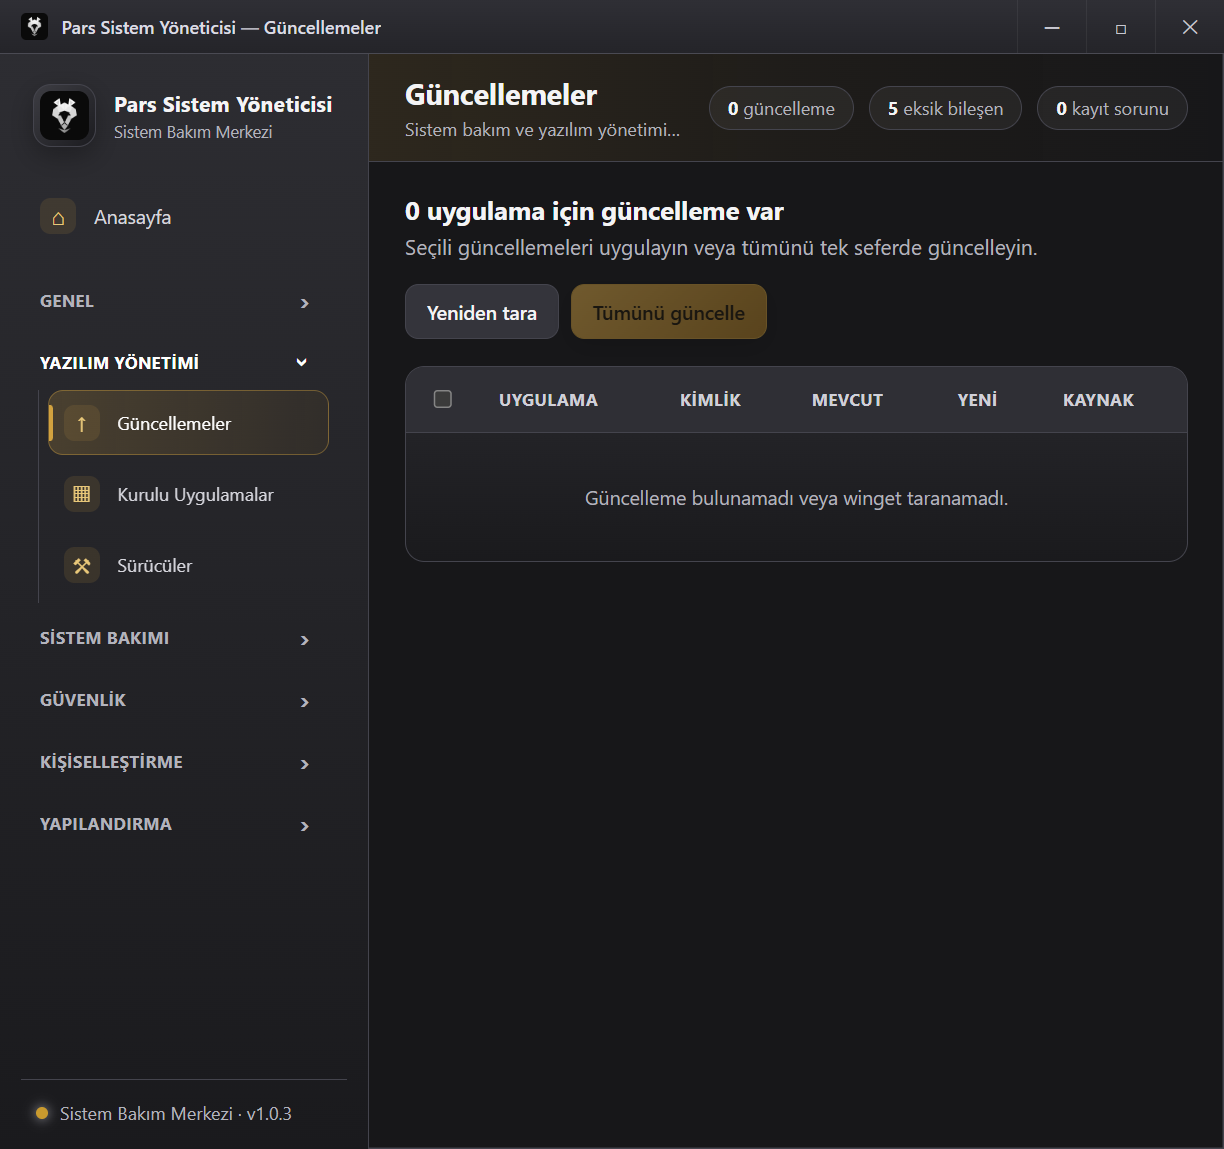 Pars Sistem Yöneticisi — Güncellemeler
Pars Sistem Yöneticisi
Sistem Bakım Merkezi
Anasayfa
GENEL
YAZILIM YÖNETİMİ
Güncellemeler
Kurulu Uygulamalar
Sürücüler
SİSTEM BAKIMI
GÜVENLİK
KİŞİSELLEŞTİRME
YAPILANDIRMA
Sistem Bakım Merkezi · v1.0.3
Güncellemeler
Sistem bakım ve yazılım yönetimi...
0 güncelleme
5 eksik bileşen
0 kayıt sorunu
0 uygulama için güncelleme var
Seçili güncellemeleri uygulayın veya tümünü tek seferde güncelleyin.
Yeniden tara
Tümünü güncelle
UYGULAMA KİMLİK MEVCUT YENİ KAYNAK
Güncelleme bulunamadı veya winget taranamadı.